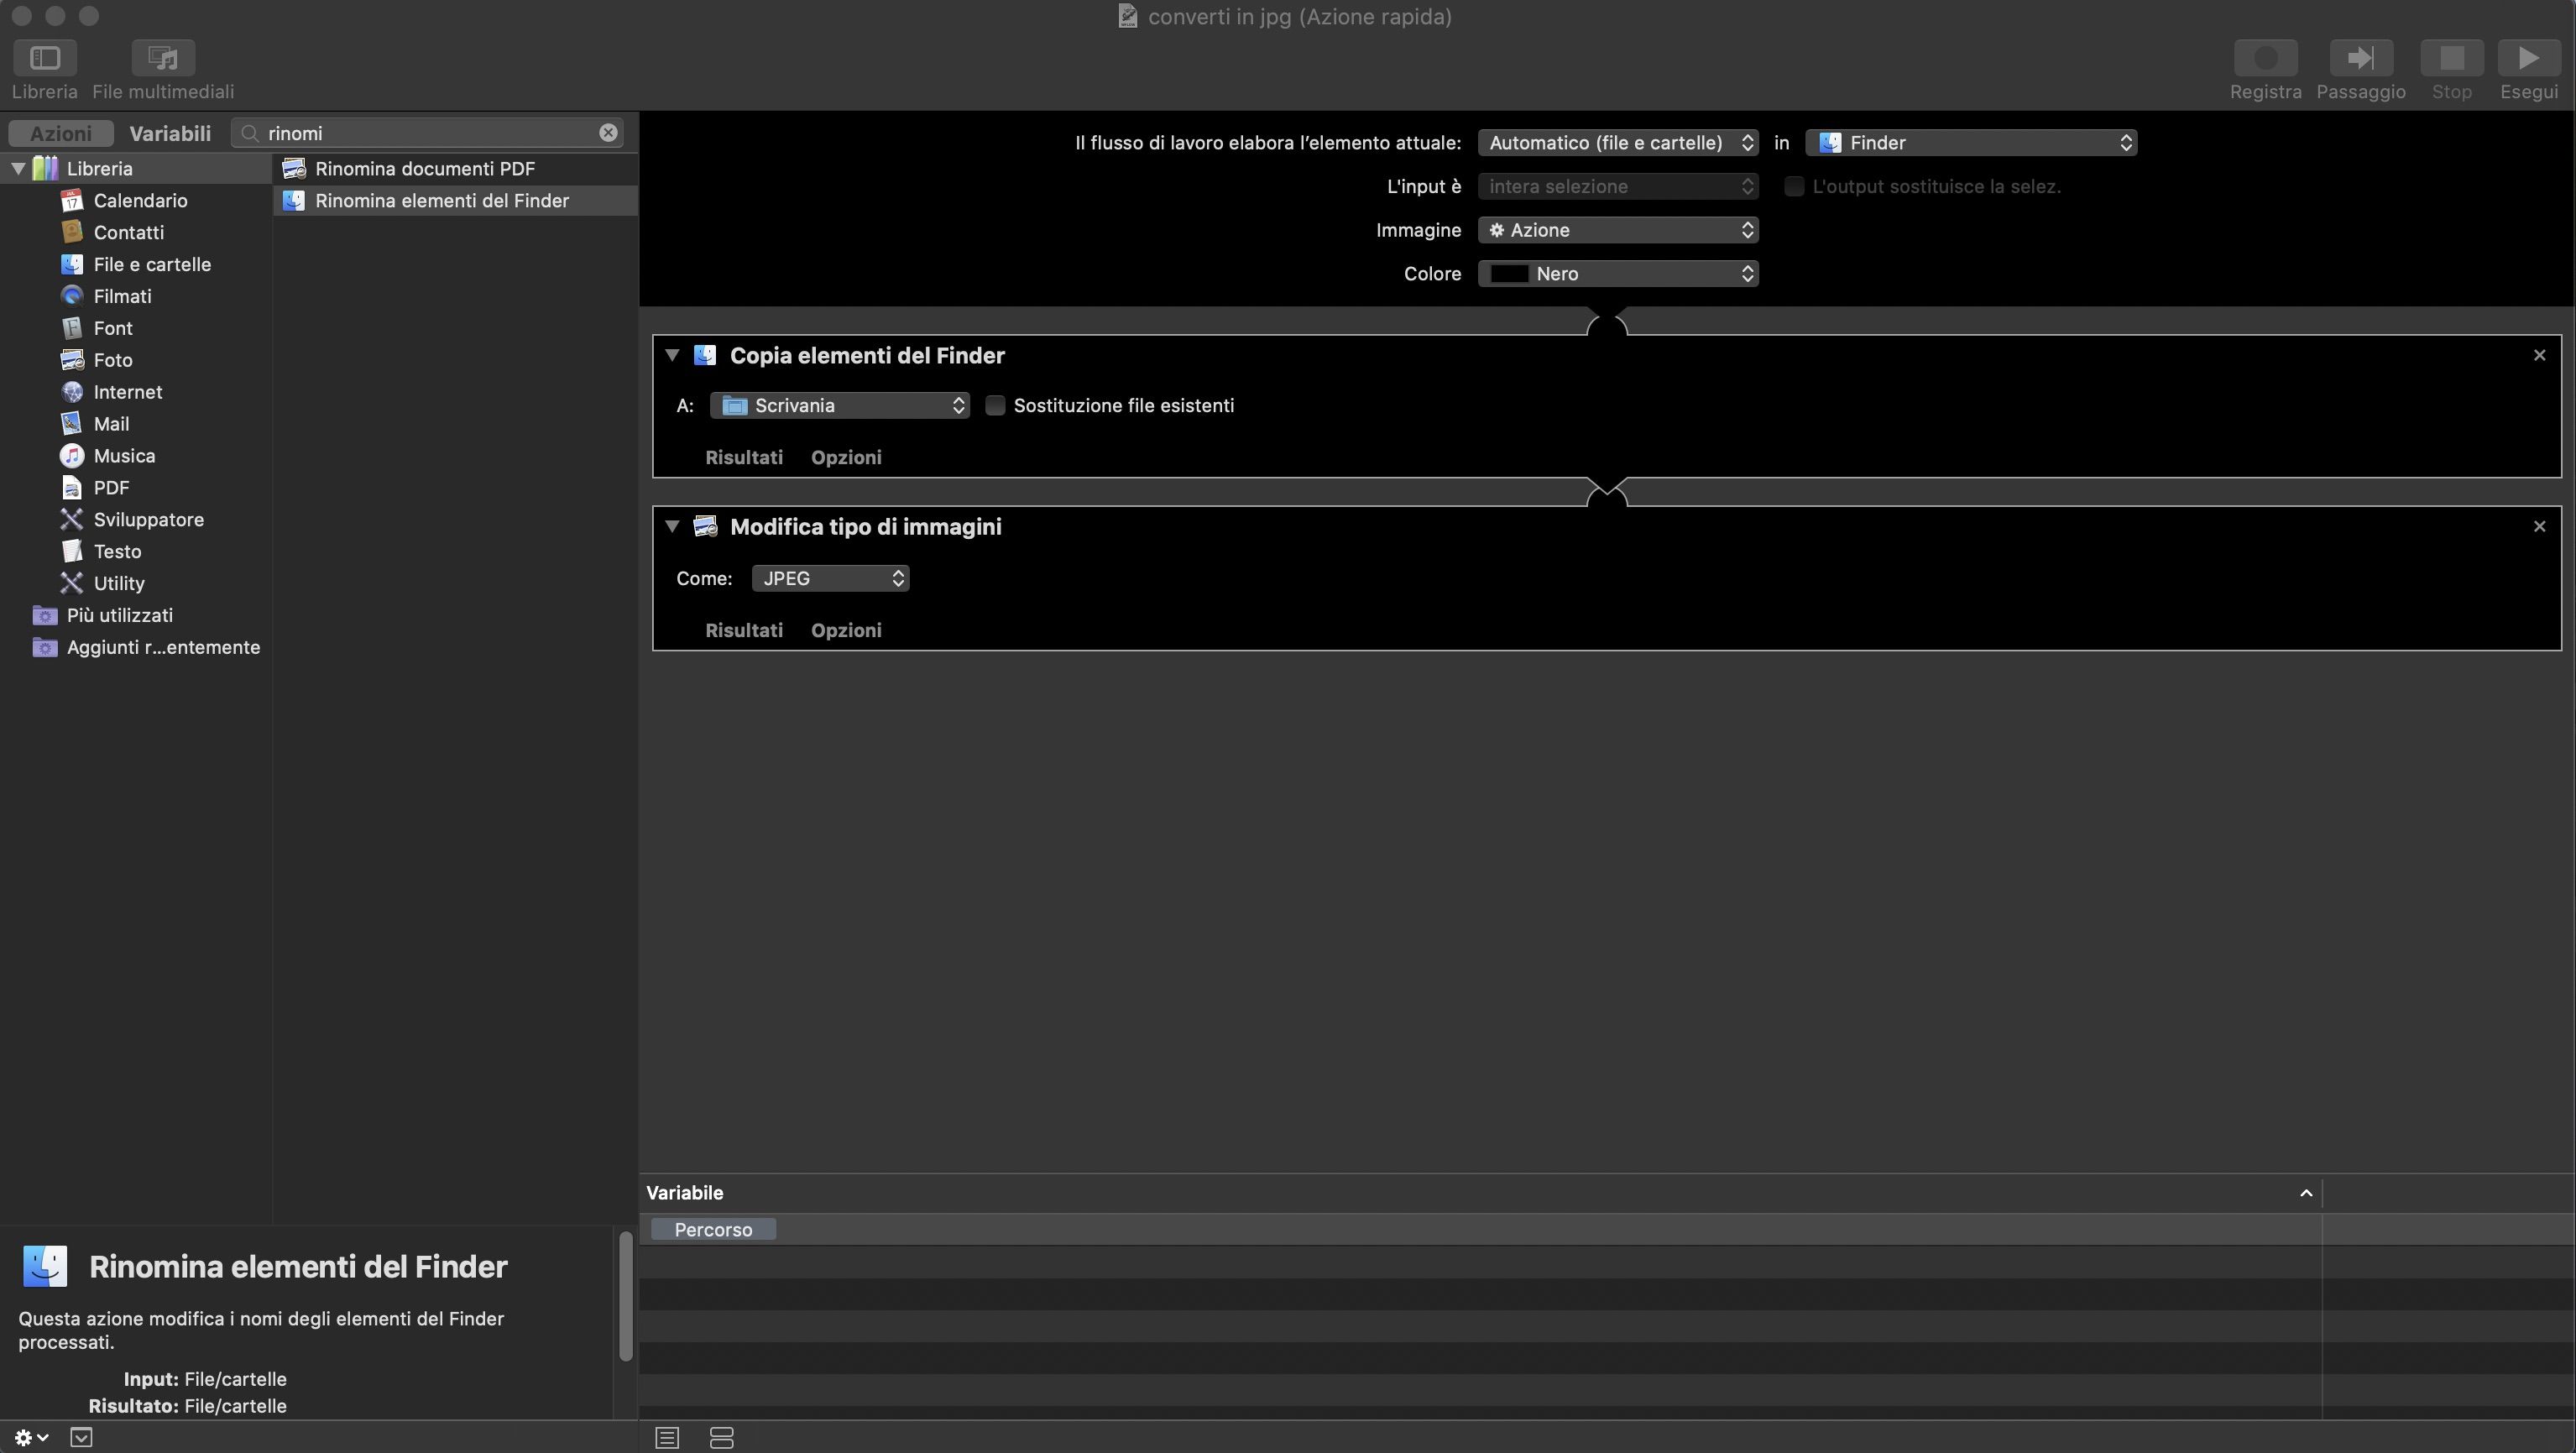 converti in jpg (Azione rapida)
Libreria
File multimediali
Registra
Passaggio
Stop
Esegui
Azioni
Variabili
rinomi
Libreria
Calendario
Contatti
File e cartelle
Filmati
Font
Foto
Internet
Mail
Musica
PDF
Sviluppatore
Testo
Utility
Più utilizzati
Aggiunti r...entemente
Rinomina documenti PDF
Rinomina elementi del Finder
Il flusso di lavoro elabora l’elemento attuale: Automatico (file e cartelle) in Finder
L'input è intera selezione L'output sostituisce la selez.
Immagine Azione
Colore Nero
Copia elementi del Finder
A: Scrivania Sostituzione file esistenti
Risultati Opzioni
Modifica tipo di immagini
Come: JPEG
Risultati Opzioni
Variabile
Percorso
Rinomina elementi del Finder
Questa azione modifica i nomi degli elementi del Finder
processati.
Input: File/cartelle
Risultato: File/cartelle